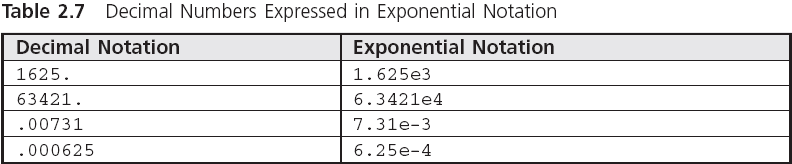 Table 2.7 Decimal Numbers Expressed in Exponential Notation
Decimal Notation Exponential Notation
1625. 1.625e3
63421. 6.3421e4
.00731 7.31e-3
.000625 6.25e-4